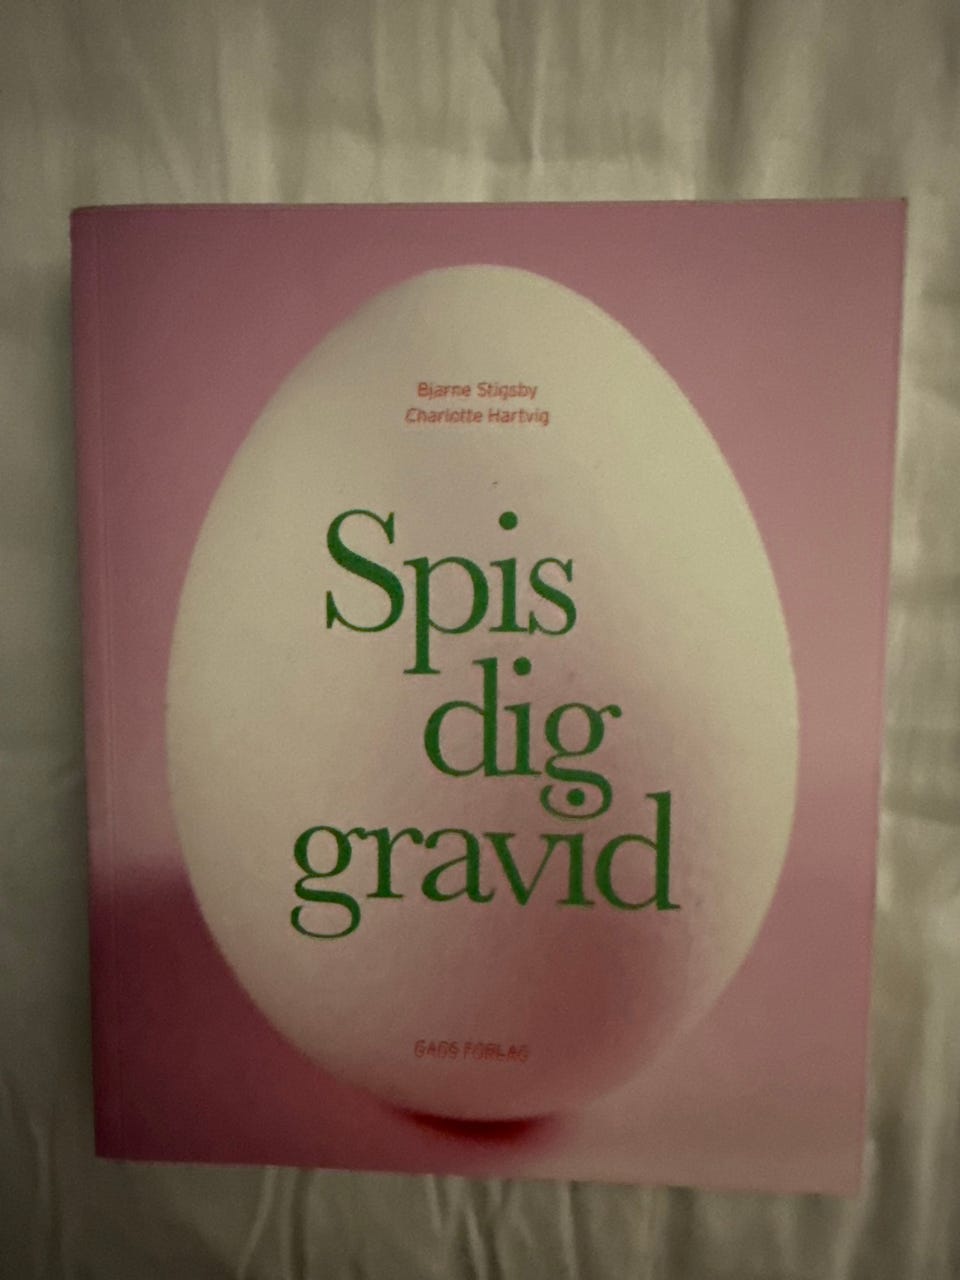 Bjarne Stigsby
Charlotte Hartvig
Spis
dig
gravid
GADS FORLAG